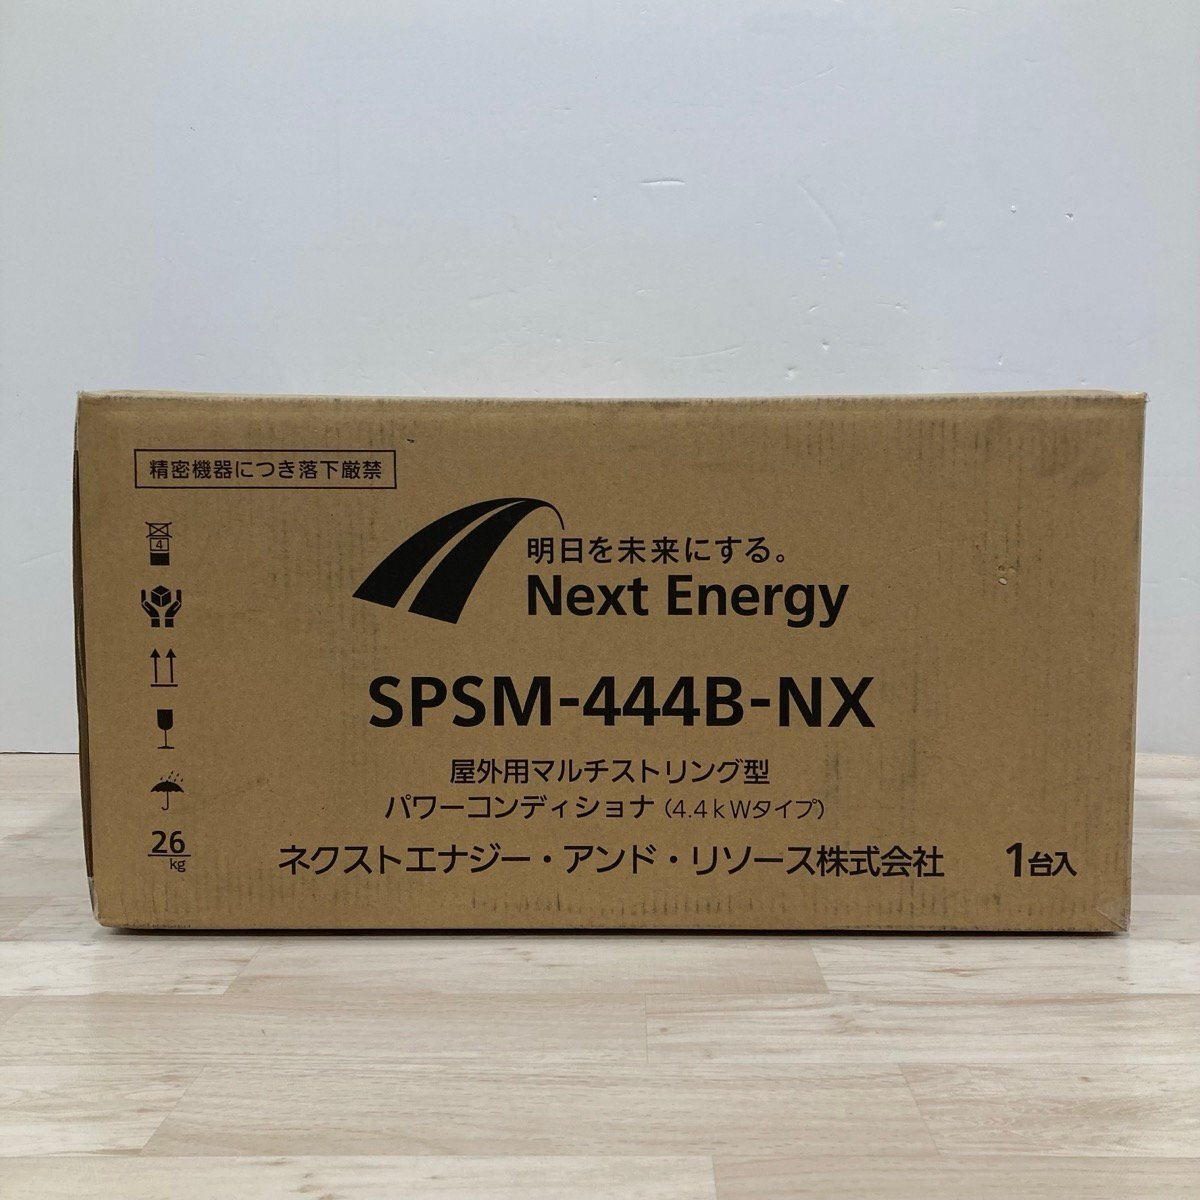 精密機器につき落下厳禁
4
明日を未来にする。
Next Energy
SPSM-444B-NX
屋外用マルチストリング型
パワーコンディショナ(4.4kWタイプ)
26
kg
ネクストエナジー・アンド・リソース株式会社 1台入